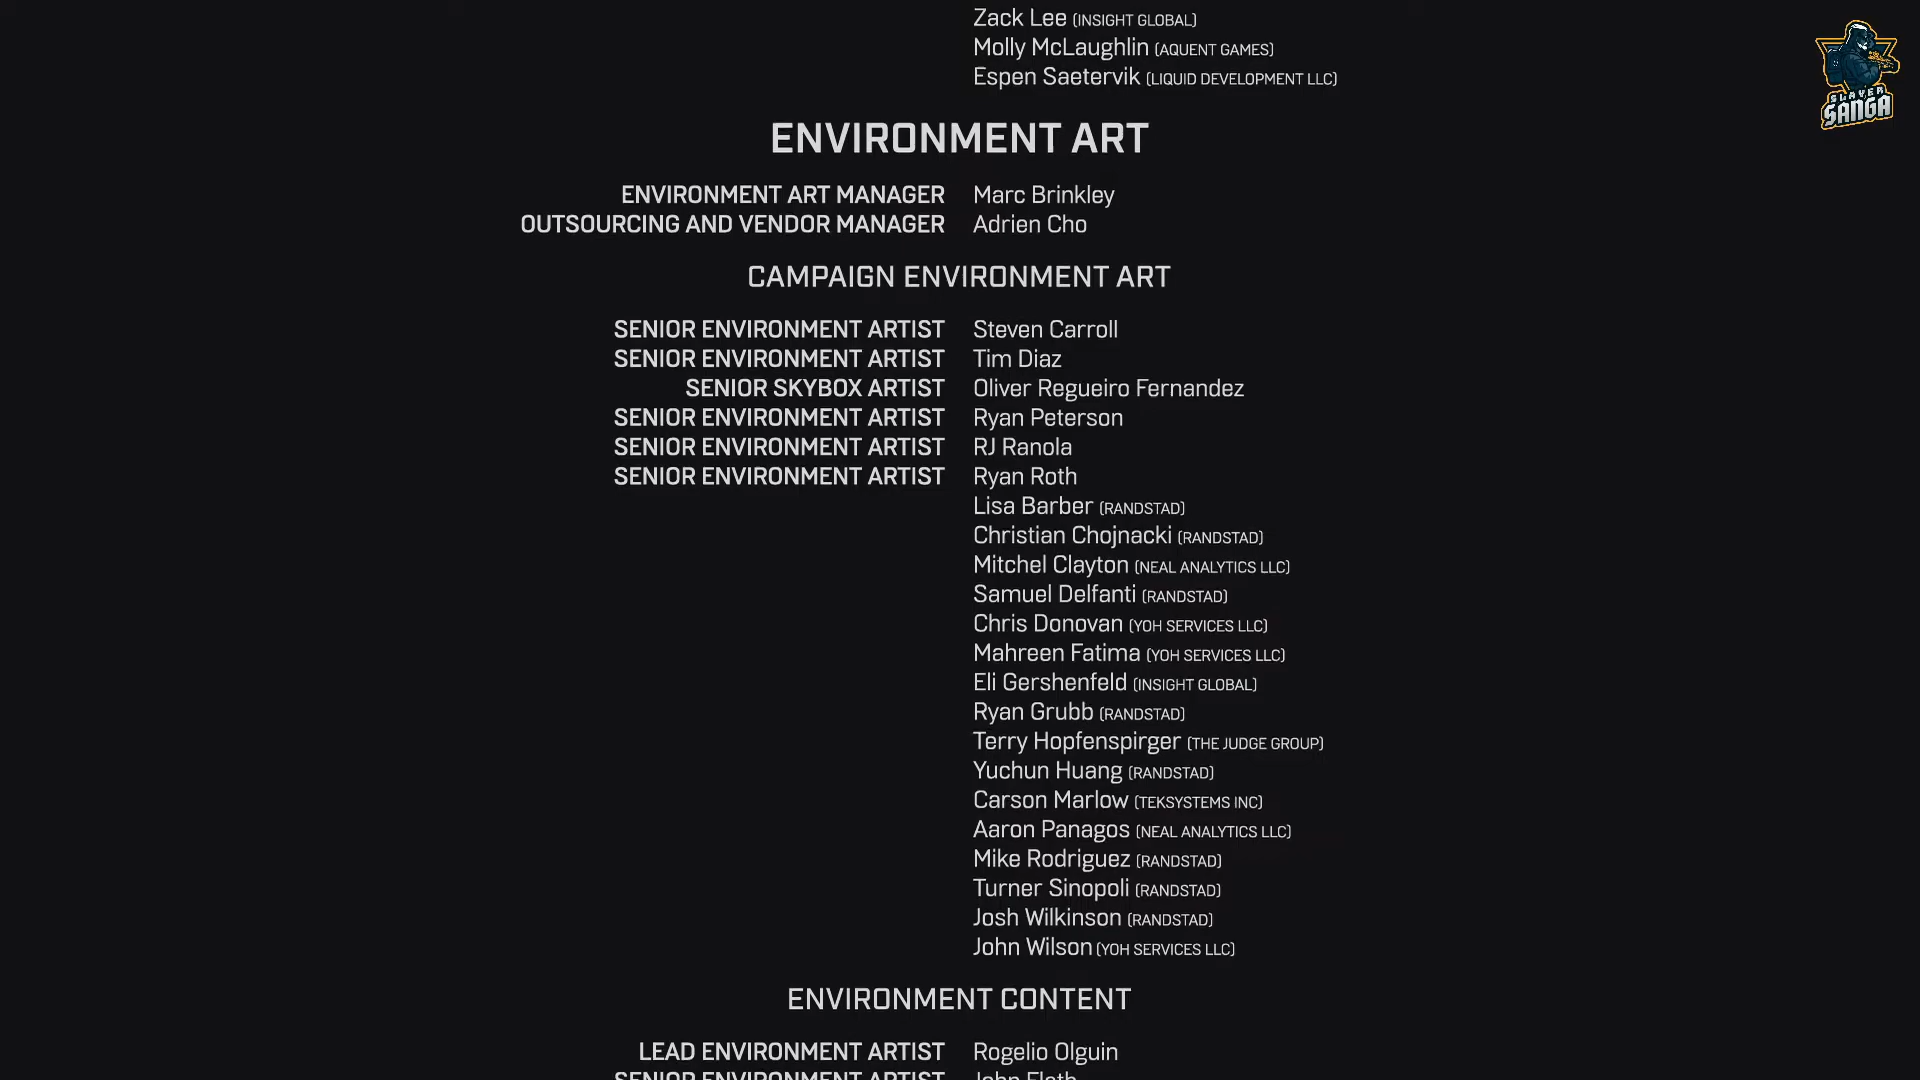 Zack Lee (INSIGHT GLOBAL)
Molly McLaughlin (AQUENT GAMES)
Espen Saetervik (LIQUID DEVELOPMENT LLC)
SLAYER
SANGA
ENVIRONMENT ART
ENVIRONMENT ART MANAGER Marc Brinkley
OUTSOURCING AND VENDOR MANAGER Adrien Cho
CAMPAIGN ENVIRONMENT ART
SENIOR ENVIRONMENT ARTIST Steven Carroll
SENIOR ENVIRONMENT ARTIST Tim Diaz
SENIOR SKYBOX ARTIST Oliver Regueiro Fernandez
SENIOR ENVIRONMENT ARTIST Ryan Peterson
SENIOR ENVIRONMENT ARTIST RJ Ranola
SENIOR ENVIRONMENT ARTIST Ryan Roth
Lisa Barber (RANDSTAD)
Christian Chojnacki (RANDSTAD)
Mitchel Clayton (NEAL ANALYTICS LLC)
Samuel Delfanti (RANDSTAD)
Chris Donovan (YOH SERVICES LLC)
Mahreen Fatima (YOH SERVICES LLC)
Eli Gershenfeld (INSIGHT GLOBAL)
Ryan Grubb (RANDSTAD)
Terry Hopfenspirger (THE JUDGE GROUP)
Yuchun Huang (RANDSTAD)
Carson Marlow (TEKSYSTEMS INC)
Aaron Panagos (NEAL ANALYTICS LLC)
Mike Rodriguez (RANDSTAD)
Turner Sinopoli (RANDSTAD)
Josh Wilkinson (RANDSTAD)
John Wilson (YOH SERVICES LLC)
ENVIRONMENT CONTENT
LEAD ENVIRONMENT ARTIST Rogelio Olguin
SENIOR ENVIRONMENT ARTIST John